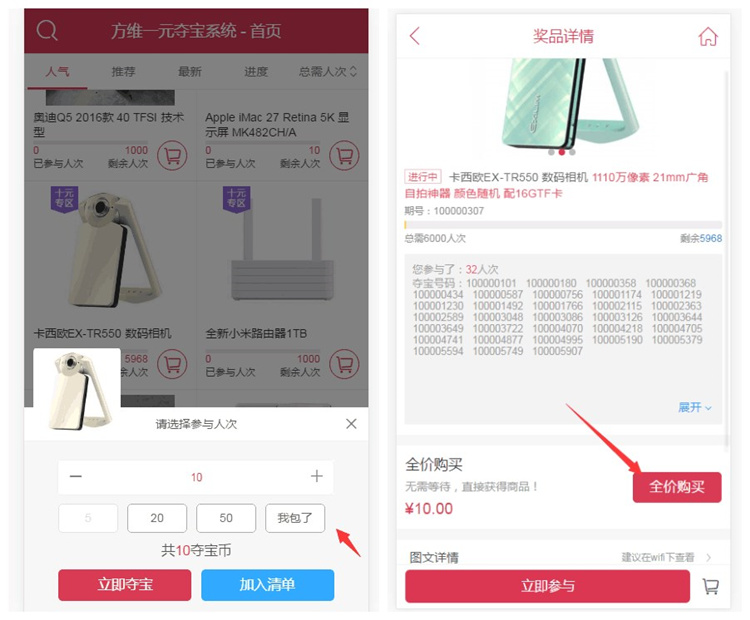 方维一元夺宝系统 - 首页
人气 推荐 最新 进度 总需人次
奥迪Q5 2016款 40 TFSI 技术
型
0 1000
已参与人次 剩余人次
Apple iMac 27 Retina 5K 显
示屏 MK482CH/A
0 10
已参与人次 剩余人次
十元
专区
卡西欧EX-TR550 数码相机
5968
人次
十元
专区
全新小米路由器1TB
0 1000
已参与人次 剩余人次
请选择参与人次
10
5 20 50 我包了
共10夺宝币
立即夺宝 加入清单
奖品详情
EXILIM
进行中 卡西欧EX-TR550 数码相机 1110万像素 21mm广角
自拍神器 颜色随机 配16GTF卡
期号：100000307
总需6000人次 剩余5968
您参与了：32人次
夺宝号码：100000101 100000180 100000358 100000368
100000434 100000587 100000756 100001174 100001219
100001230 100001492 100001766 100002115 100002363
100002589 100003048 100003086 100003126 100003644
100003649 100003722 100004070 100004218 100004705
100004741 100004877 100004995 100005190 100005379
100005594 100005749 100005907
展开
全价购买
无需等待，直接获得商品！
¥10.00
全价购买
图文详情 建议在wifi下查看
立即参与